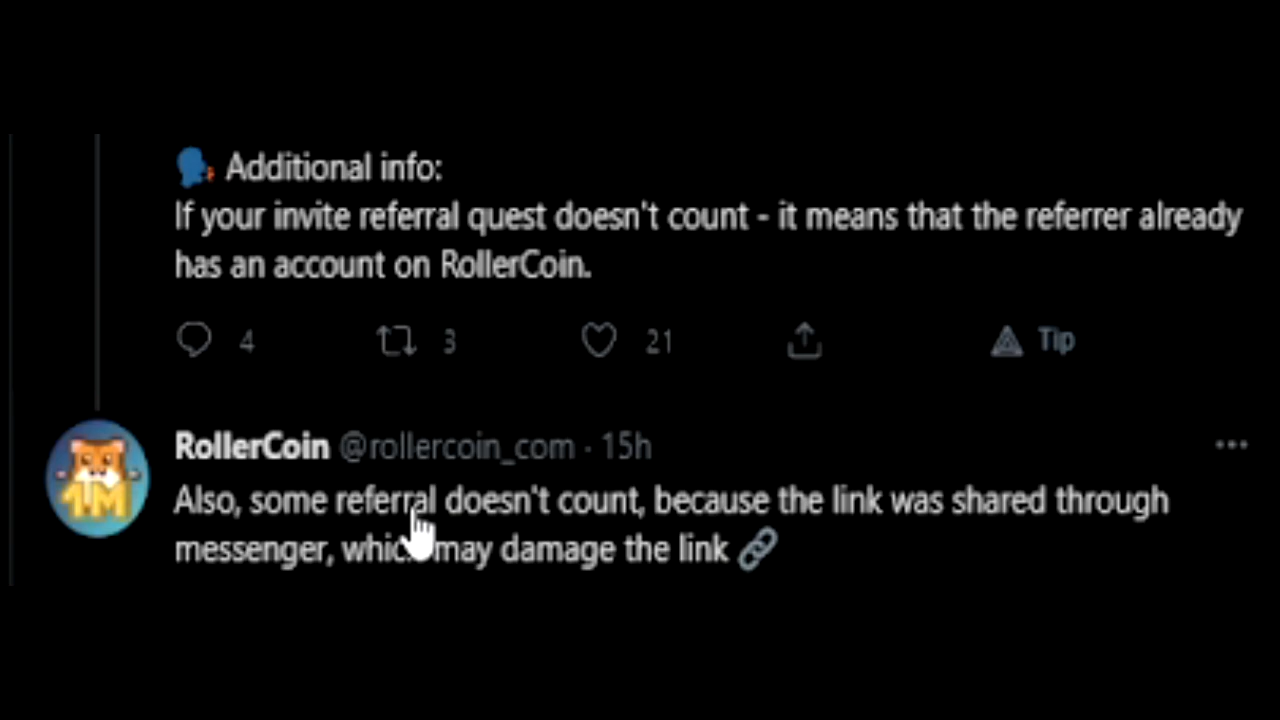 Additional info:
If your invite referral quest doesn't count - it means that the referrer already
has an account on RollerCoin.
4 3 21 Tip
RollerCoin @rollercoin_com · 15h
1M
Also, some referral doesn't count, because the link was shared through
messenger, which may damage the link